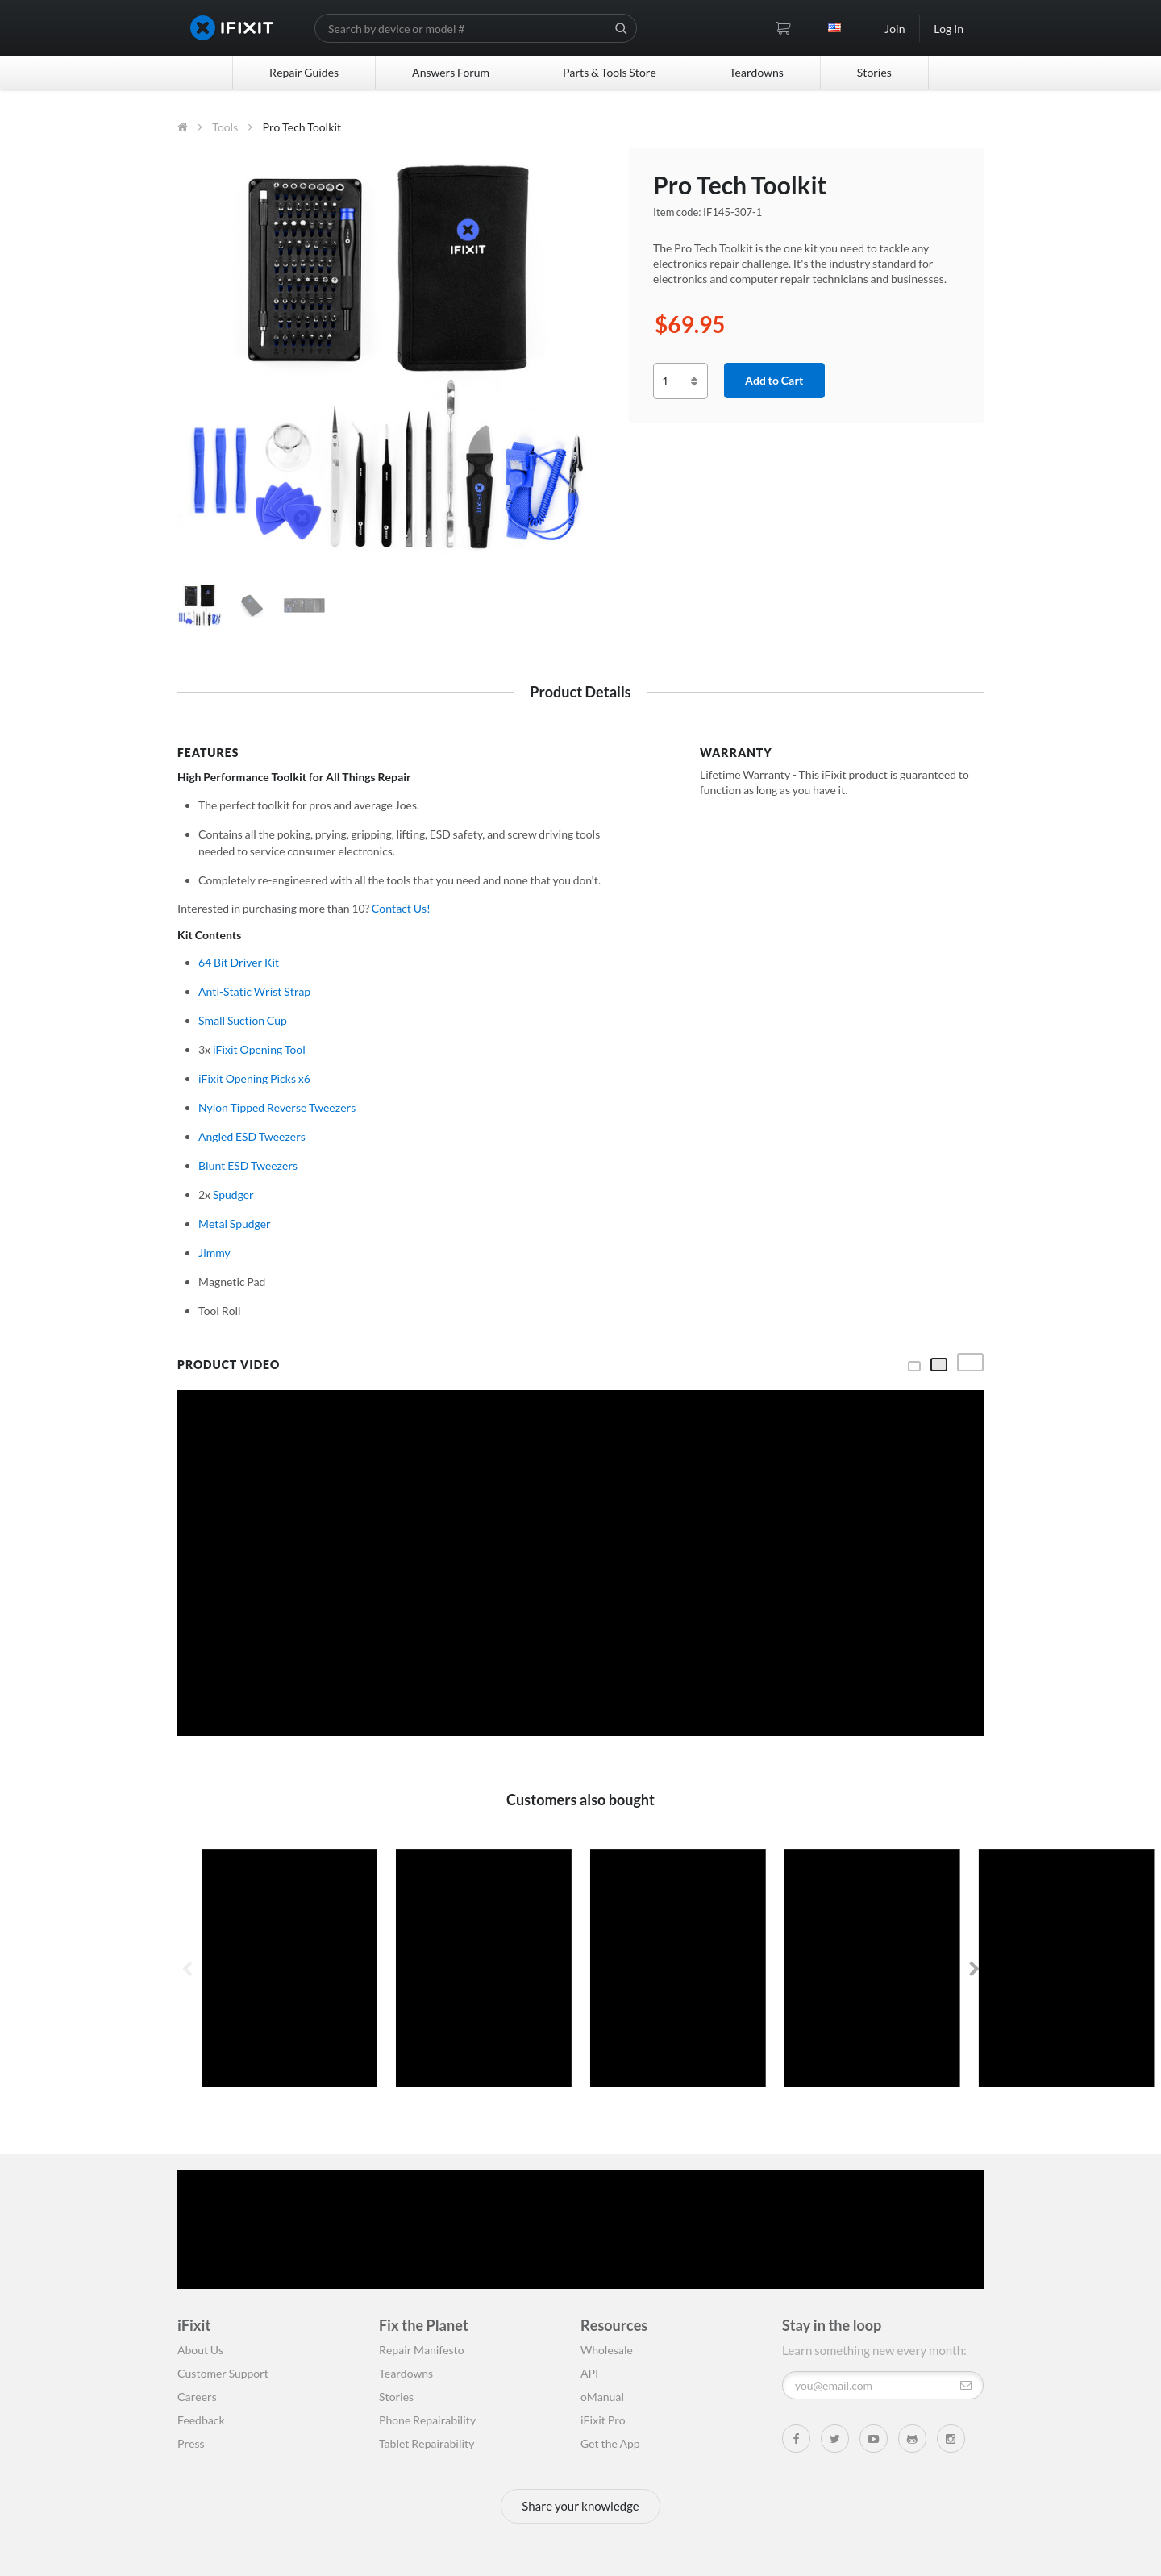 IFIXIT
Search by device or model #
Join
Log In
Repair Guides
Answers Forum
Parts & Tools Store
Teardowns
Stories
Tools
Pro Tech Toolkit
IFIXIT
IFIXIT
Pro Tech Toolkit
Item code: IF145-307-1
The Pro Tech Toolkit is the one kit you need to tackle any
electronics repair challenge. It's the industry standard for
electronics and computer repair technicians and businesses.
$69.95
1
Add to Cart
Product Details
FEATURES
High Performance Toolkit for All Things Repair
The perfect toolkit for pros and average Joes.
Contains all the poking, prying, gripping, lifting, ESD safety, and screw driving tools
needed to service consumer electronics.
Completely re-engineered with all the tools that you need and none that you don't.
Interested in purchasing more than 10? Contact Us!
Kit Contents
64 Bit Driver Kit
Anti-Static Wrist Strap
Small Suction Cup
3x iFixit Opening Tool
iFixit Opening Picks x6
Nylon Tipped Reverse Tweezers
Angled ESD Tweezers
Blunt ESD Tweezers
2x Spudger
Metal Spudger
Jimmy
Magnetic Pad
Tool Roll
WARRANTY
Lifetime Warranty - This iFixit product is guaranteed to
function as long as you have it.
PRODUCT VIDEO
Customers also bought
iFixit
About Us
Customer Support
Careers
Feedback
Press
Fix the Planet
Repair Manifesto
Teardowns
Stories
Phone Repairability
Tablet Repairability
Resources
Wholesale
API
oManual
iFixit Pro
Get the App
Stay in the loop
Learn something new every month:
you@email.com
Share your knowledge